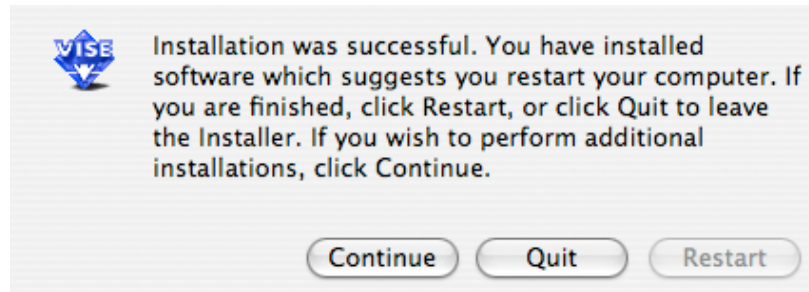 VISE
Installation was successful. You have installed
software which suggests you restart your computer. If
you are finished, click Restart, or click Quit to leave
the Installer. If you wish to perform additional
installations, click Continue.
Continue Quit Restart